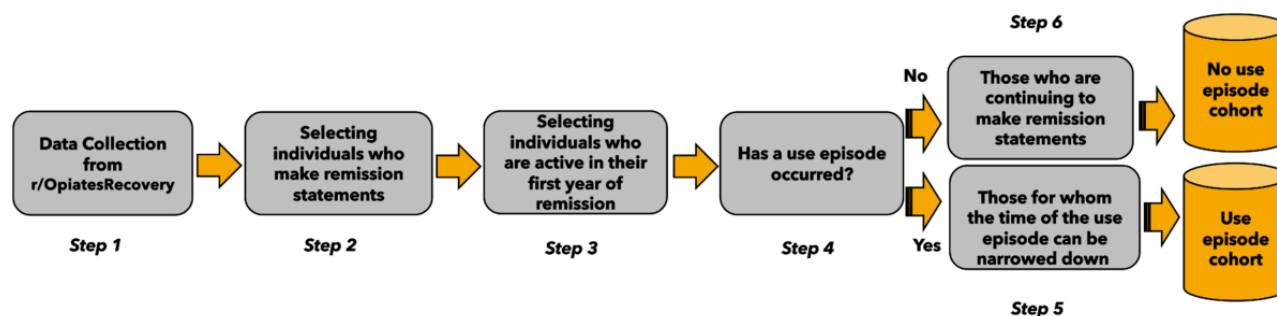 Data Collection
from
r/OpiatesRecovery
Step 1
Selecting
individuals who
make remission
statements
Step 2
Selecting
individuals who
are active in their
first year of
remission
Step 3
Has a use episode
occurred?
Step 4
No
Step 6
Those who are
continuing to
make remission
statements
No use
episode
cohort
Yes
Those for whom
the time of the use
episode can be
narrowed down
Step 5
Use
episode
cohort